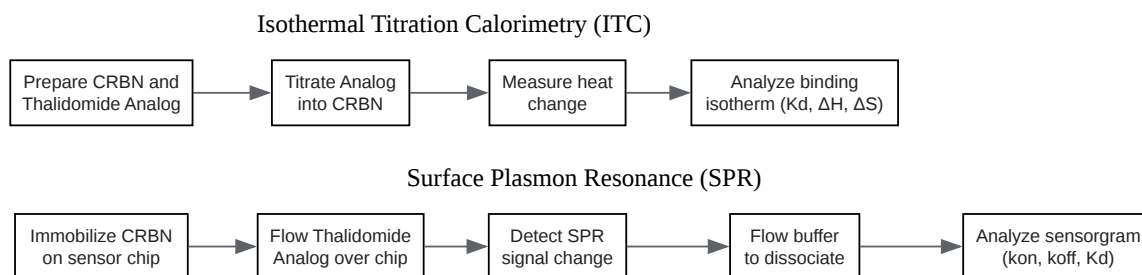 Isothermal Titration Calorimetry (ITC)
Prepare CRBN and
Thalidomide Analog
Titrate Analog
into CRBN
Measure heat
change
Analyze binding
isotherm (Kd, ΔH, ΔS)
Surface Plasmon Resonance (SPR)
Immobilize CRBN
on sensor chip
Flow Thalidomide
Analog over chip
Detect SPR
signal change
Flow buffer
to dissociate
Analyze sensorgram
(kon, koff, Kd)